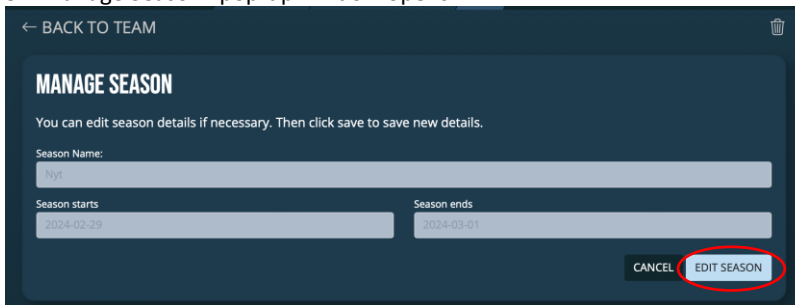 ← BACK TO TEAM
MANAGE SEASON
You can edit season details if necessary. Then click save to save new details.
Season Name:
Nyt
Season starts Season ends
2024-02-29 2024-03-01
CANCEL EDIT SEASON